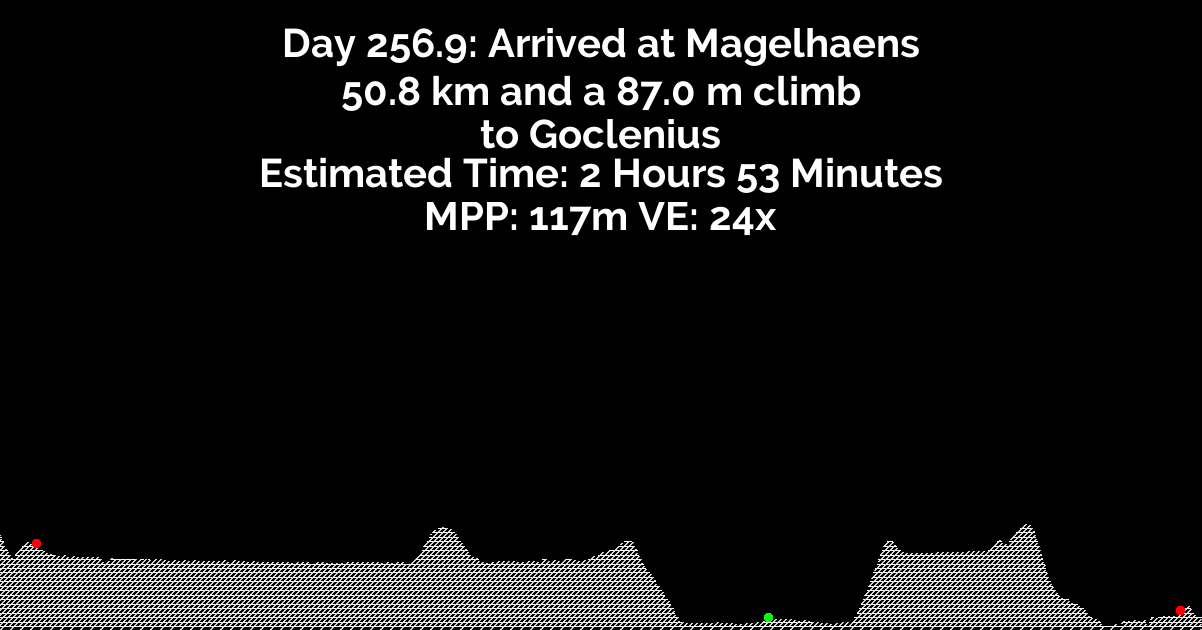 Day 256.9: Arrived at Magelhaens
50.8 km and a 87.0 m climb
to Goclenius
Estimated Time: 2 Hours 53 Minutes
MPP: 117m VE: 24x